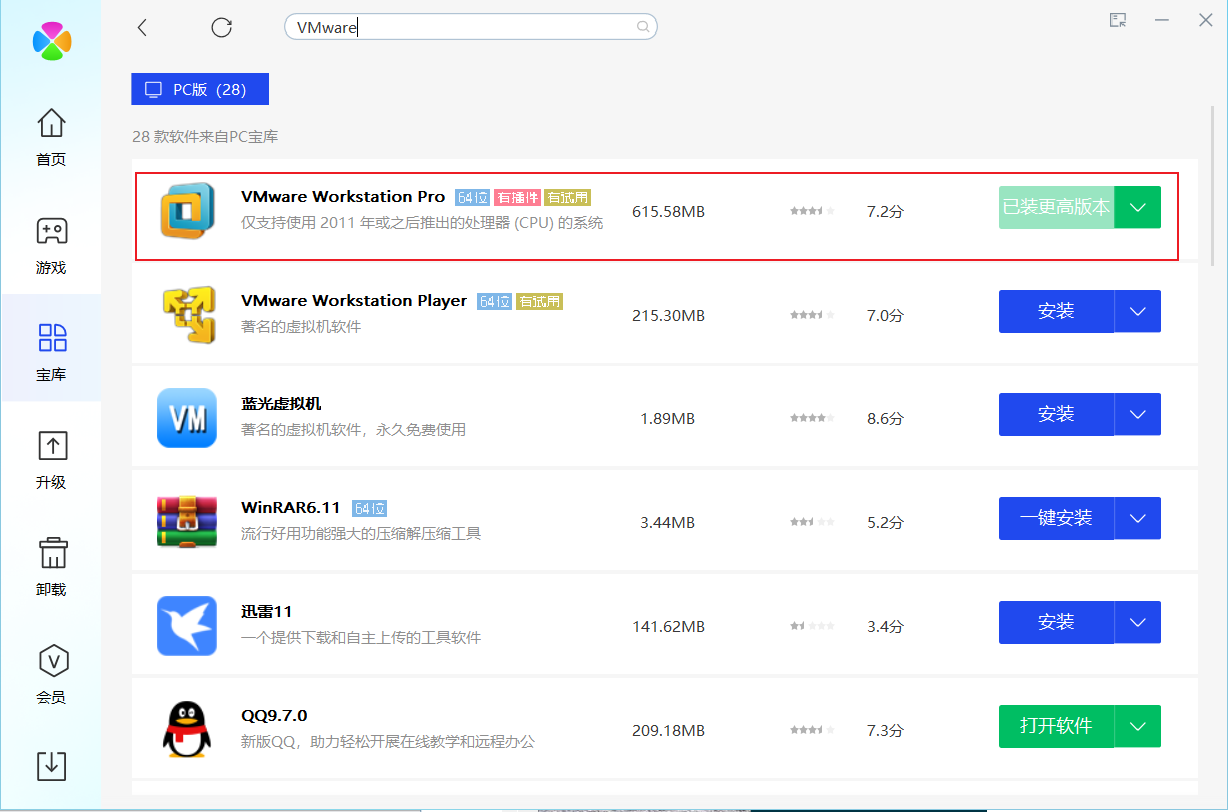 VMware
首页
游戏
宝库
升级
卸载
会员
PC版（28）
28 款软件来自PC宝库
VMware Workstation Pro 64位 有插件 有试用
仅支持使用 2011 年或之后推出的处理器 (CPU) 的系统
615.58MB
7.2分
已装更高版本
VMware Workstation Player 64位 有试用
著名的虚拟机软件
215.30MB
7.0分
安装
VM
蓝光虚拟机
著名的虚拟机软件，永久免费使用
1.89MB
8.6分
安装
WinRAR6.11 64位
流行好用功能强大的压缩解压缩工具
3.44MB
5.2分
一键安装
迅雷11
一个提供下载和自主上传的工具软件
141.62MB
3.4分
安装
QQ9.7.0
新版QQ，助力轻松开展在线教学和远程办公
209.18MB
7.3分
打开软件